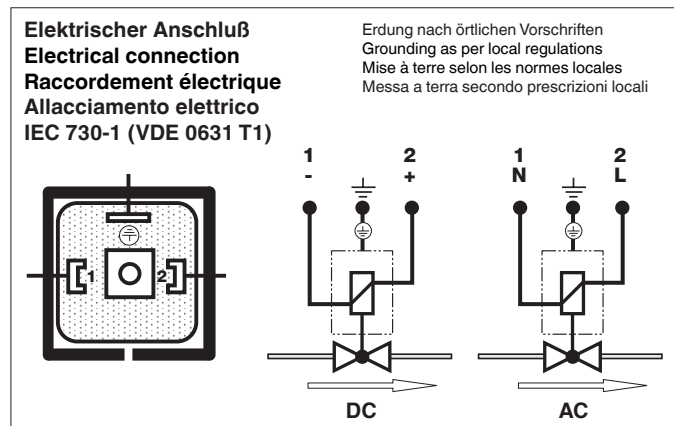 Elektrischer Anschluß
Electrical connection
Raccordement électrique
Allacciamento elettrico
IEC 730-1 (VDE 0631 T1)
Erdung nach örtlichen Vorschriften
Grounding as per local regulations
Mise à terre selon les normes locales
Messa a terra secondo prescrizioni locali
1 2
- +
1 2
N L
1 2
DC
AC